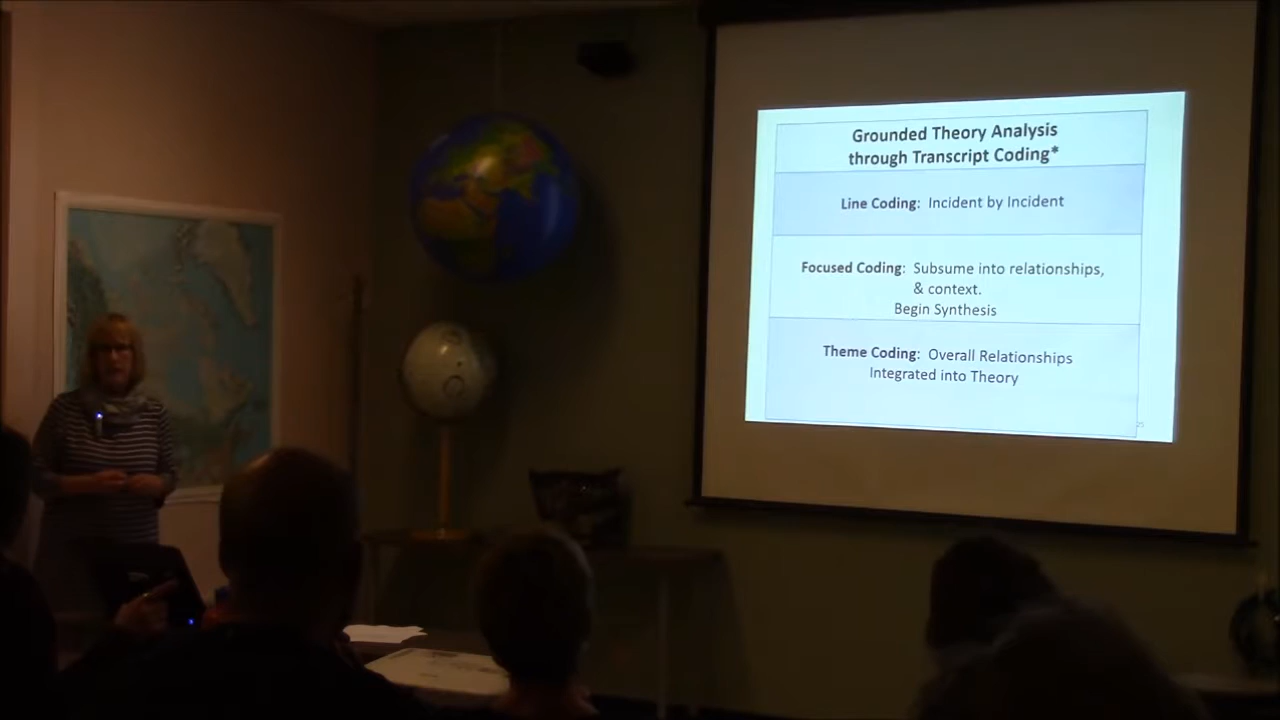 Grounded Theory Analysis
through Transcript Coding*
Line Coding: Incident by Incident
Focused Coding: Subsume into relationships,
& context.
Begin Synthesis
Theme Coding: Overall Relationships
Integrated into Theory